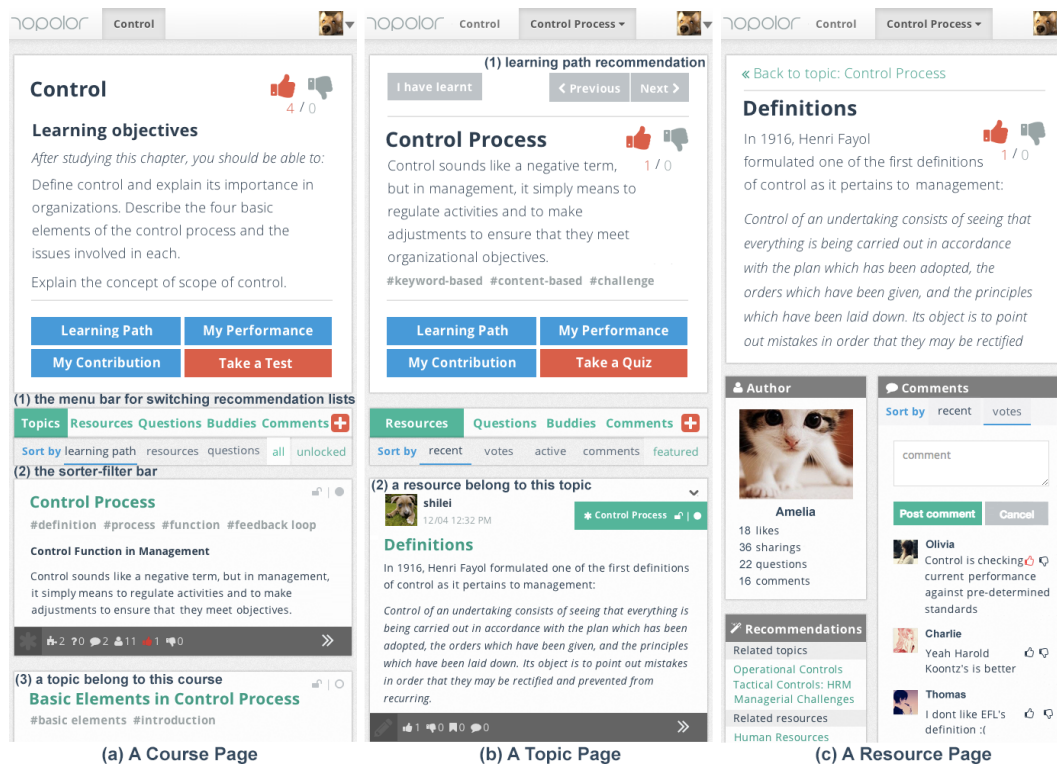 nopolor Control
Control
Learning objectives
4 / 0
After studying this chapter, you should be able to:
Define control and explain its importance in
organizations. Describe the four basic
elements of the control process and the
issues involved in each.
Explain the concept of scope of control.
Learning Path My Performance
My Contribution Take a Test
(1) the menu bar for switching recommendation lists
Topics Resources Questions Buddies Comments
Sort by learning path resources questions all unlocked
(2) the sorter-filter bar
Control Process
#definition #process #function #feedback loop
Control Function in Management
Control sounds like a negative term, but in management,
it simply means to regulate activities and to make
adjustments to ensure that they meet objectives.
2 ?0 2 11 1 0
(3) a topic belong to this course
Basic Elements in Control Process
#basic elements #introduction
(a) A Course Page
nopolor Control Control Process
(1) learning path recommendation
I have learnt Previous Next
Control Process
1 / 0
Control sounds like a negative term,
but in management, it simply means to
regulate activities and to make
adjustments to ensure that they meet
organizational objectives.
#keyword-based #content-based #challenge
Learning Path My Performance
My Contribution Take a Quiz
Resources Questions Buddies Comments
Sort by recent votes active comments featured
(2) a resource belong to this topic
shilei
12/04 12:32 PM
Control Process
Definitions
In 1916, Henri Fayol formulated one of the first definitions
of control as it pertains to management:
Control of an undertaking consists of seeing that everything is
being carried out in accordance with the plan which has been
adopted, the orders which have been given, and the principles
which have been laid down. Its object is to point out mistakes
in order that they may be rectified and prevented from
recurring.
1 0 0 0
(b) A Topic Page
nopolor Control Control Process
« Back to topic: Control Process
Definitions
1 / 0
In 1916, Henri Fayol
formulated one of the first definitions
of control as it pertains to management:
Control of an undertaking consists of seeing that
everything is being carried out in accordance
with the plan which has been adopted, the
orders which have been given, and the principles
which have been laid down. Its object is to point
out mistakes in order that they may be rectified
Author
Amelia
18 likes
36 sharings
22 questions
16 comments
Recommendations
Related topics
Operational Controls
Tactical Controls: HRM
Managerial Challenges
Related resources
Human Resources
Comments
Sort by recent votes
comment
Post comment Cancel
Olivia
Control is checking
current performance
against pre-determined
standards
Charlie
Yeah Harold
Koontz's is better
Thomas
I dont like EFL's
definition :(
(c) A Resource Page